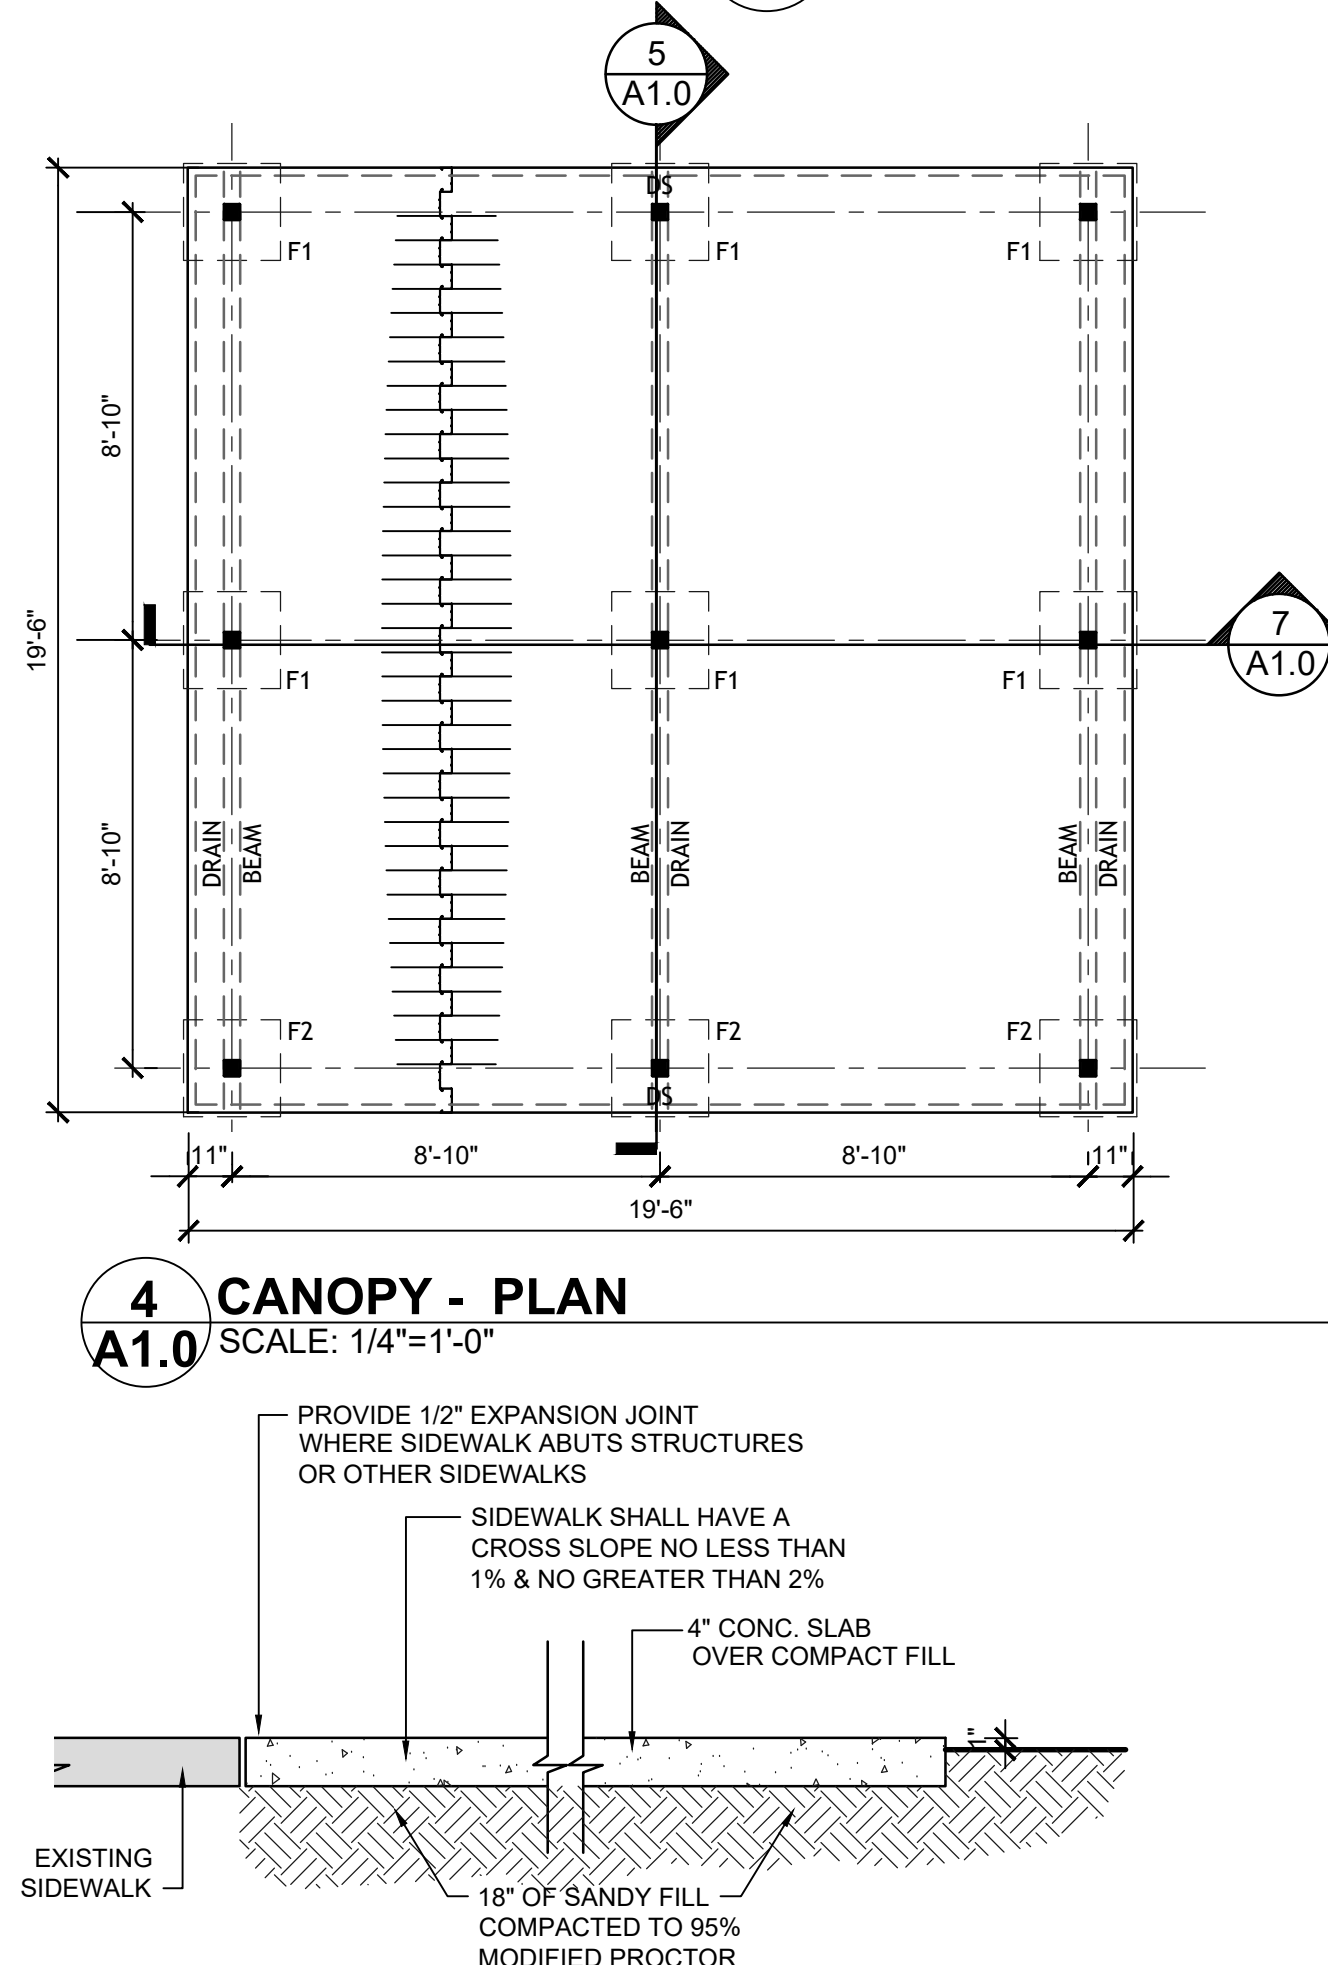 5
A1.0
DS
F1
F1
F1
8'-10"
19'-6"
7
A1.0
F1
F1
F1
8'-10"
DRAIN
BEAM
BEAM
DRAIN
BEAM
DRAIN
F2
F2
F2
DS
11"
8'-10"
8'-10"
11"
19'-6"
4
A1.0
CANOPY - PLAN
SCALE: 1/4"=1'-0"
PROVIDE 1/2" EXPANSION JOINT
WHERE SIDEWALK ABUTS STRUCTURES
OR OTHER SIDEWALKS
SIDEWALK SHALL HAVE A
CROSS SLOPE NO LESS THAN
1% & NO GREATER THAN 2%
4" CONC. SLAB
OVER COMPACT FILL
1"
EXISTING
SIDEWALK
18" OF SANDY FILL
COMPACTED TO 95%
MODIFIED PROCTOR